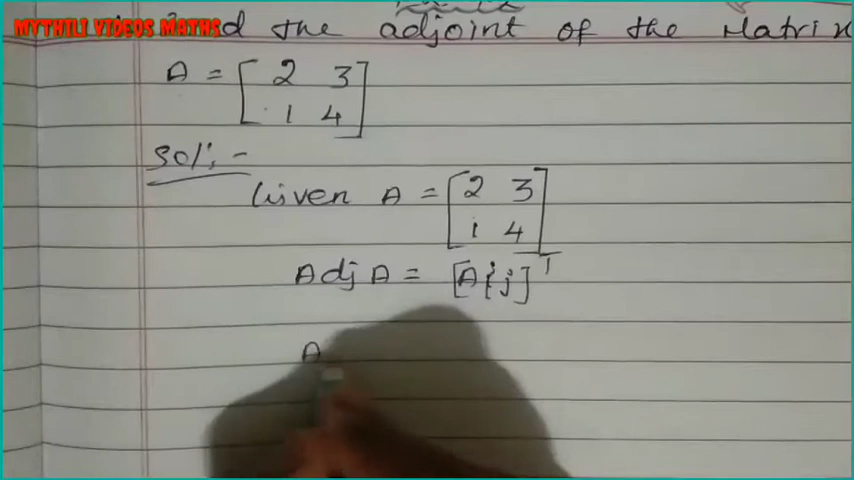 MYTHILI VIDEOS MATHS d the adjoint of the Matrix
A = [ 2 3
1 4 ]
Sol:-
Given A = [ 2 3
1 4 ]
Adj A = [Aij]ᵀ
A